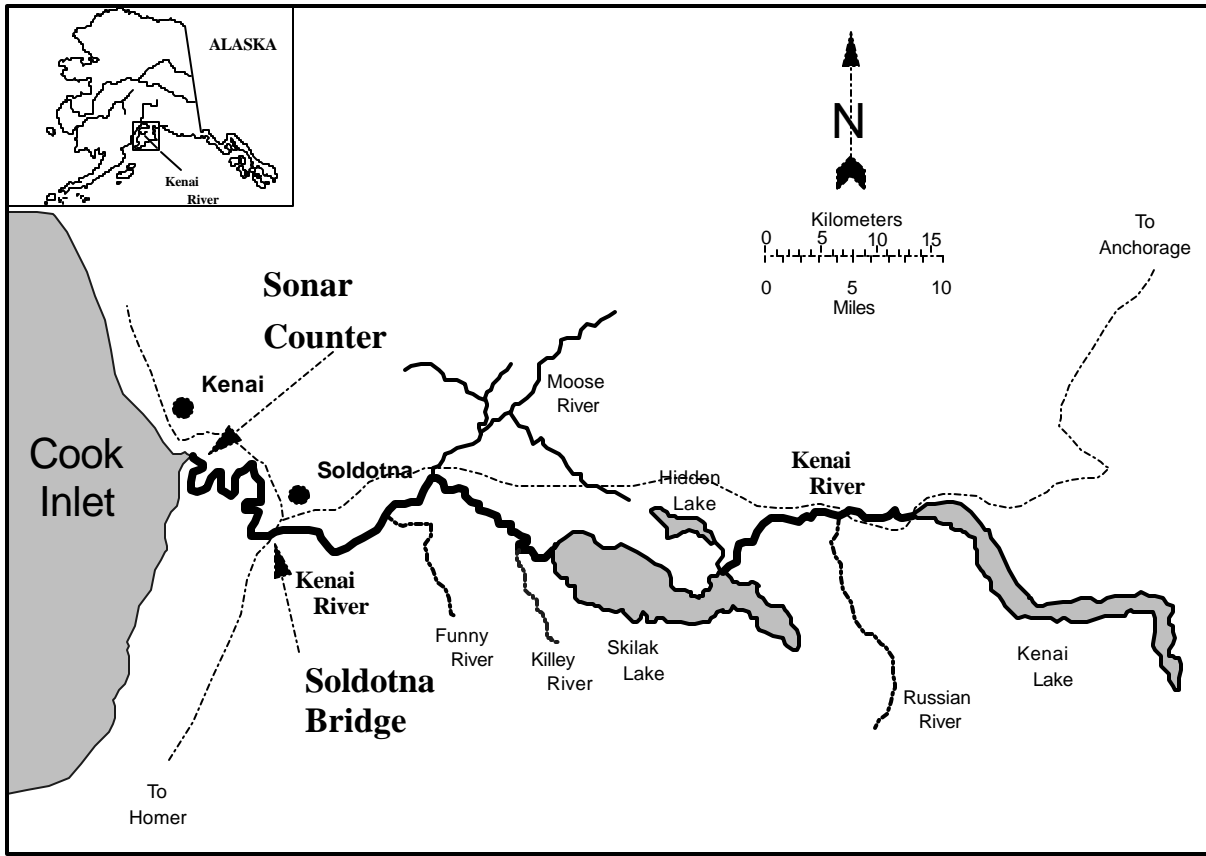 ALASKA
Kenai
River
N
Kilometers
0 5 10 15
0 5 10
Miles
To
Anchorage
Sonar
Counter
Kenai
Moose
River
Cook
Inlet
Soldotna
Hidden
Lake
Kenai
River
Kenai
River
Funny
River
Killey
River
Skilak
Lake
Kenai
Lake
Russian
River
Soldotna
Bridge
To
Homer